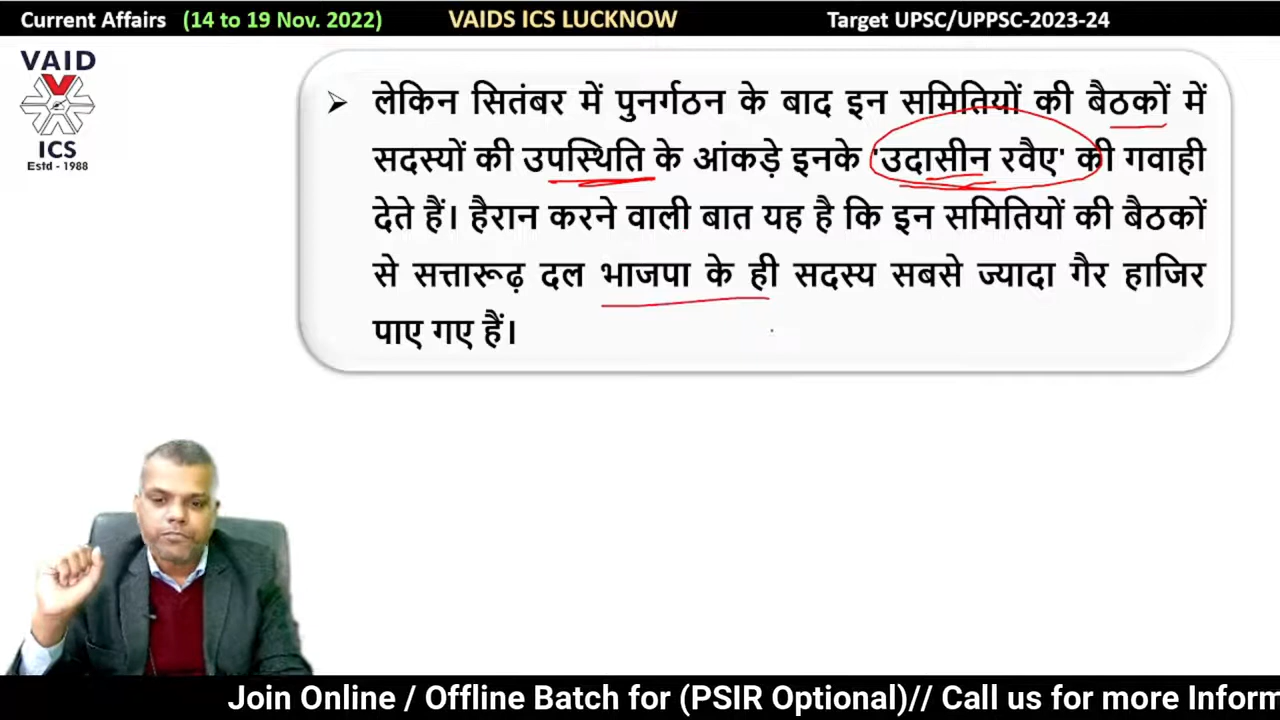 Current Affairs (14 to 19 Nov. 2022) VAIDS ICS LUCKNOW Target UPSC/UPPSC-2023-24
VAID
ICS
Estd - 1988
➢ लेकिन सितंबर में पुनर्गठन के बाद इन समितियों की बैठकों में
सदस्यों की उपस्थिति के आंकड़े इनके 'उदासीन रवैए' की गवाही
देते हैं। हैरान करने वाली बात यह है कि इन समितियों की बैठकों
से सत्तारूढ़ दल भाजपा के ही सदस्य सबसे ज्यादा गैर हाजिर
पाए गए हैं।
Join Online / Offline Batch for (PSIR Optional)// Call us for more Inform